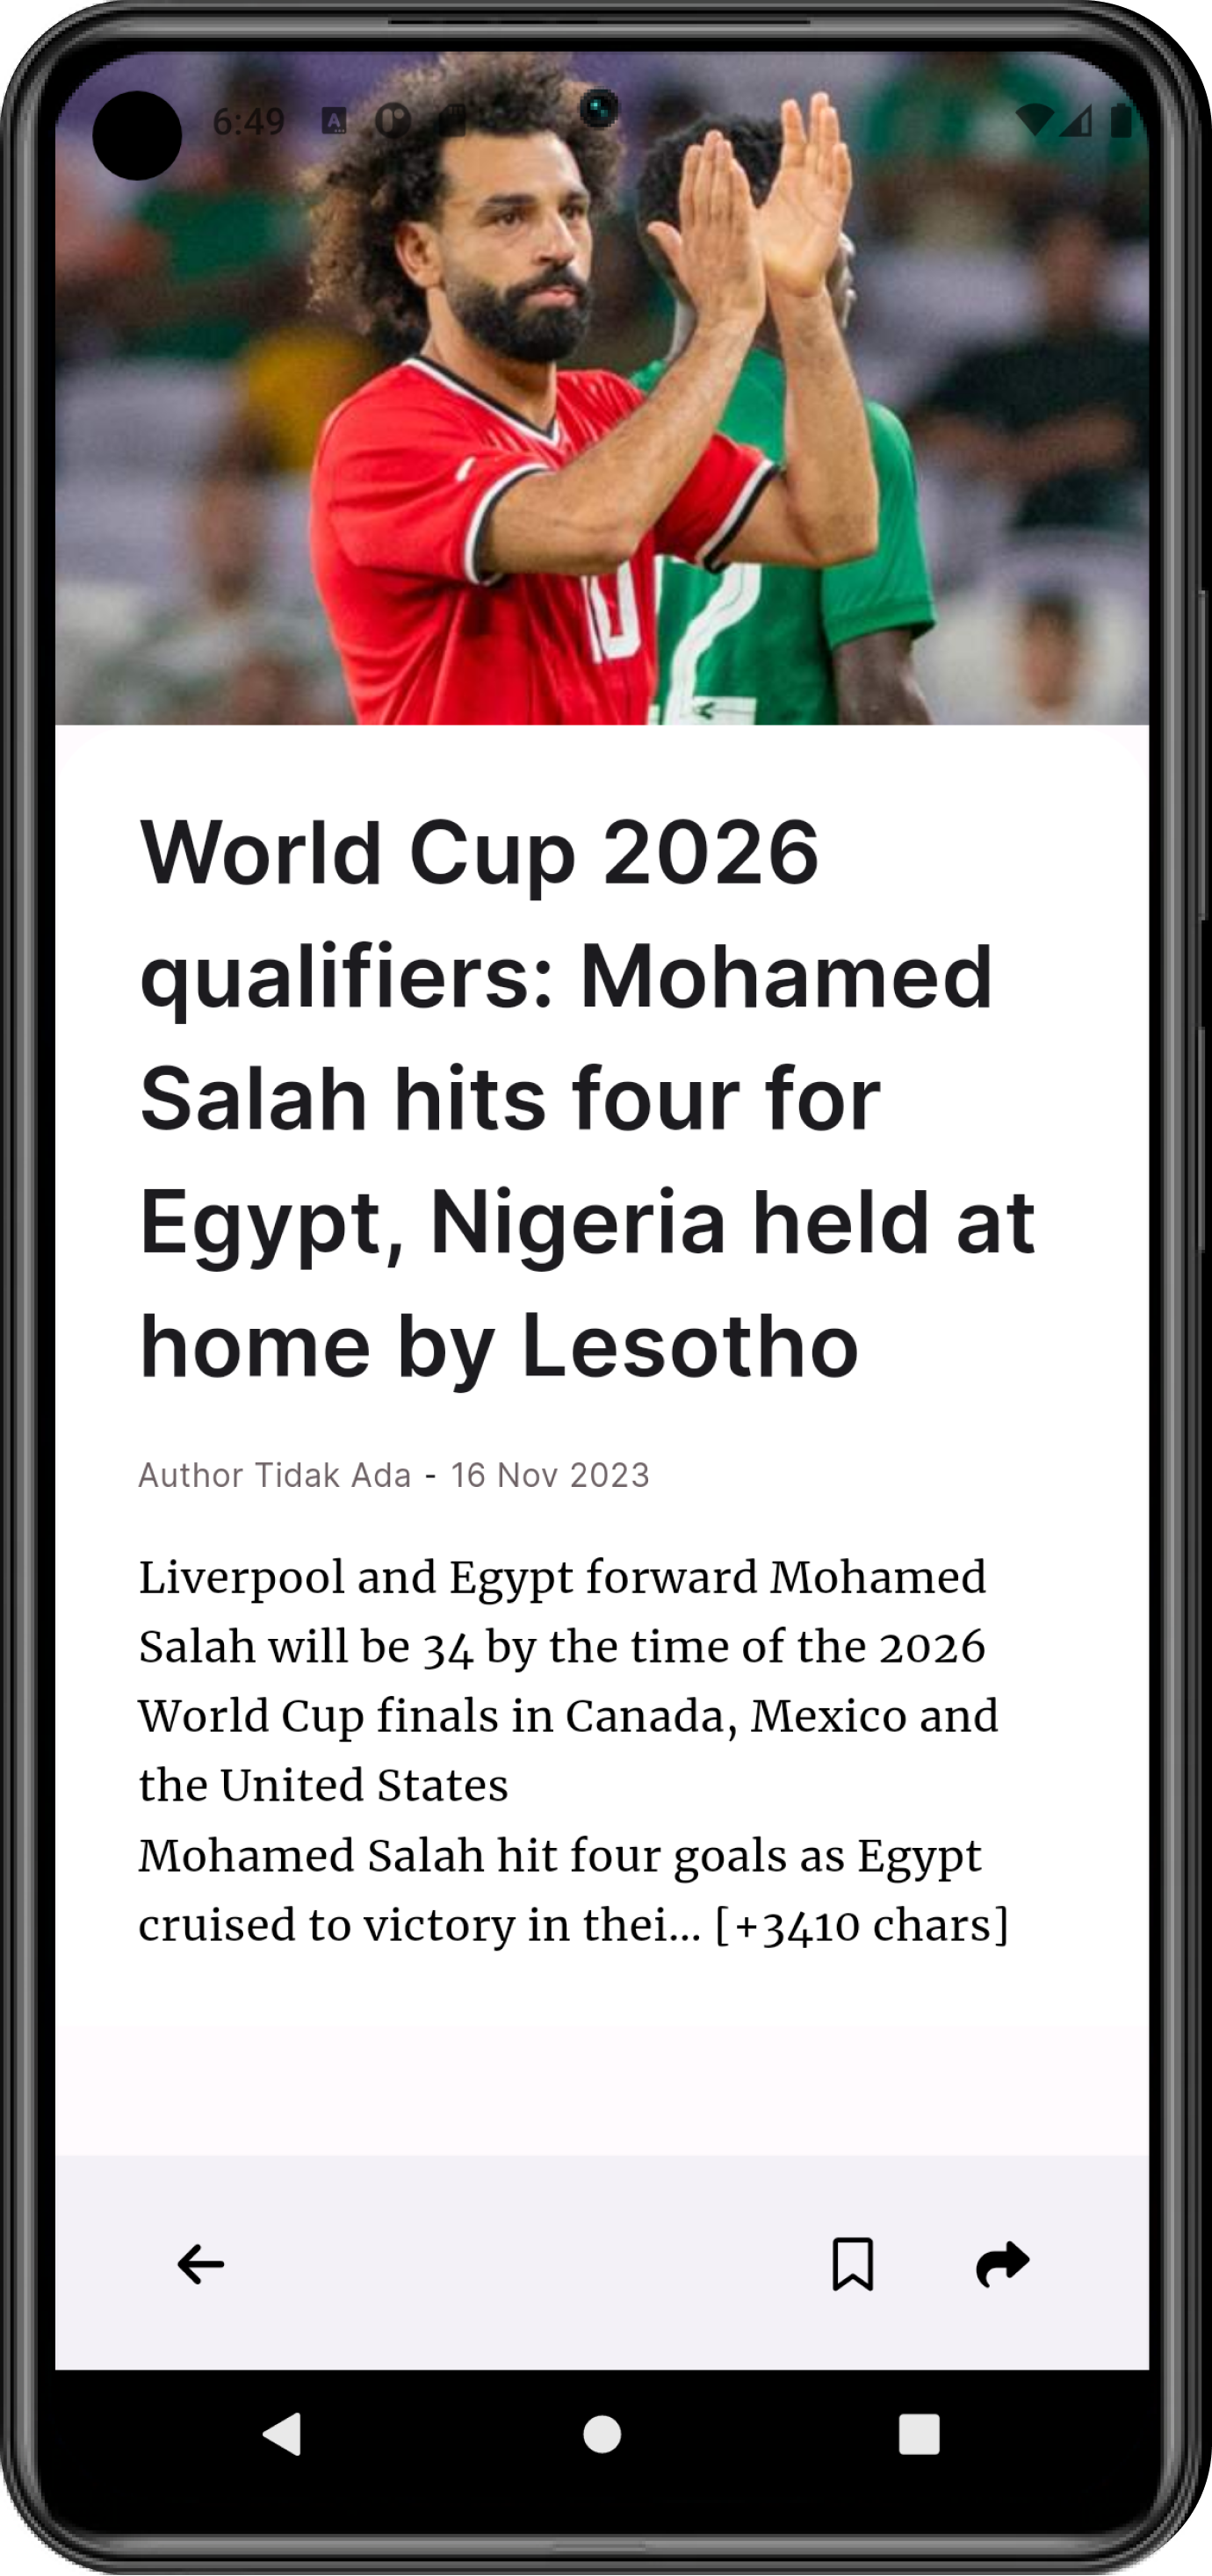 6:49
A
10
2
World Cup 2026
qualifiers: Mohamed
Salah hits four for
Egypt, Nigeria held at
home by Lesotho
Author Tidak Ada - 16 Nov 2023
Liverpool and Egypt forward Mohamed
Salah will be 34 by the time of the 2026
World Cup finals in Canada, Mexico and
the United States
Mohamed Salah hit four goals as Egypt
cruised to victory in thei... [+3410 chars]